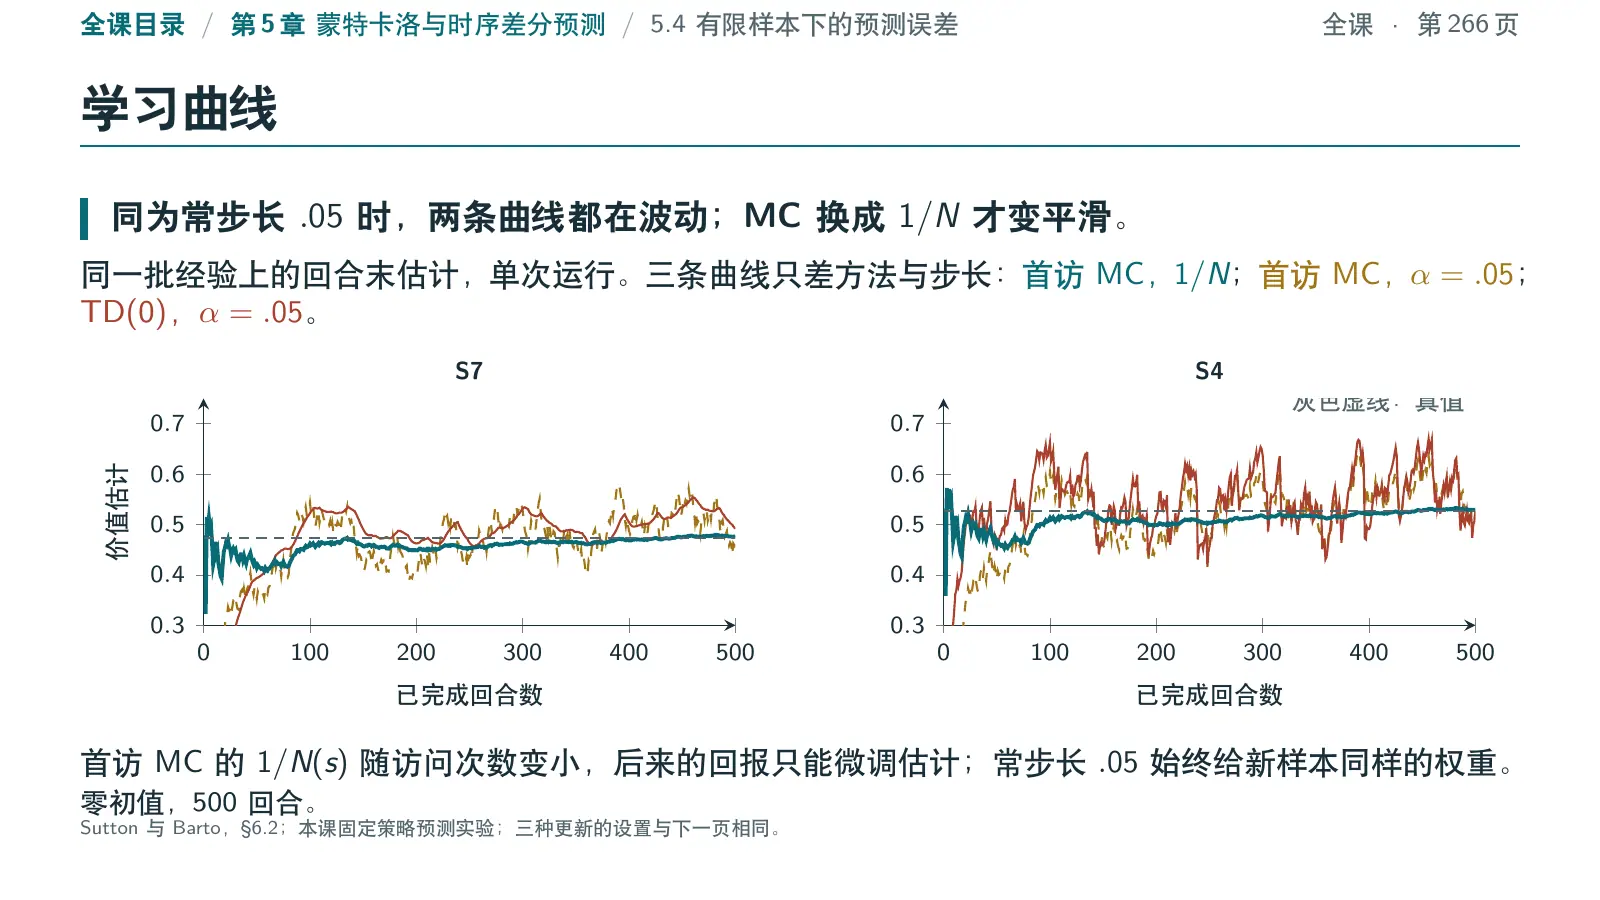 全课目录 / 第 5 章 蒙特卡洛与时序差分预测 / 5.4 有限样本下的预测误差
全课 · 第 266 页
学习曲线
同为常步长 .05 时，两条曲线都在波动；MC 换成 1/N 才变平滑。
同一批经验上的回合末估计，单次运行。三条曲线只差方法与步长：首访 MC，1/N；首访 MC，α = .05；
TD(0)，α = .05。
S7
0.7
0.6
0.5
0.4
0.3
价值估计
0 100 200 300 400 500
已完成回合数
S4
灰色虚线：真值
0.7
0.6
0.5
0.4
0.3
0 100 200 300 400 500
已完成回合数
首访 MC 的 1/N(s) 随访问次数变小，后来的回报只能微调估计；常步长 .05 始终给新样本同样的权重。
零初值，500 回合。
Sutton 与 Barto，§6.2；本课固定策略预测实验；三种更新的设置与下一页相同。